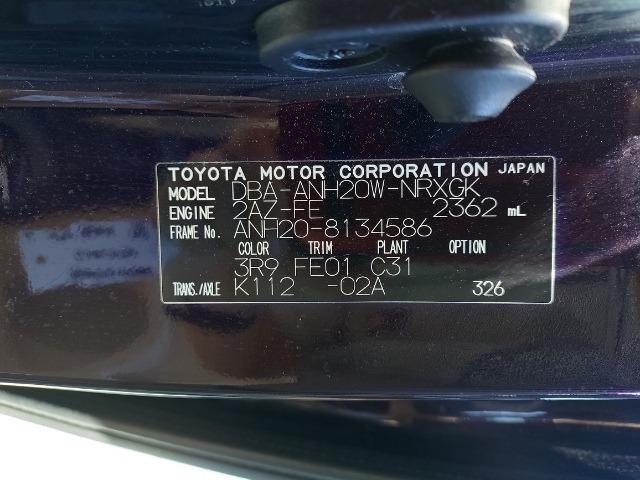 TOYOTA MOTOR CORPORATION JAPAN
MODEL DBA-ANH20W-NRXGK
ENGINE 2AZ-FE 2362 mL
FRAME No. ANH20-8134586
COLOR TRIM PLANT OPTION
3R9 FE01 C31
TRANS./AXLE K112 -02A 326